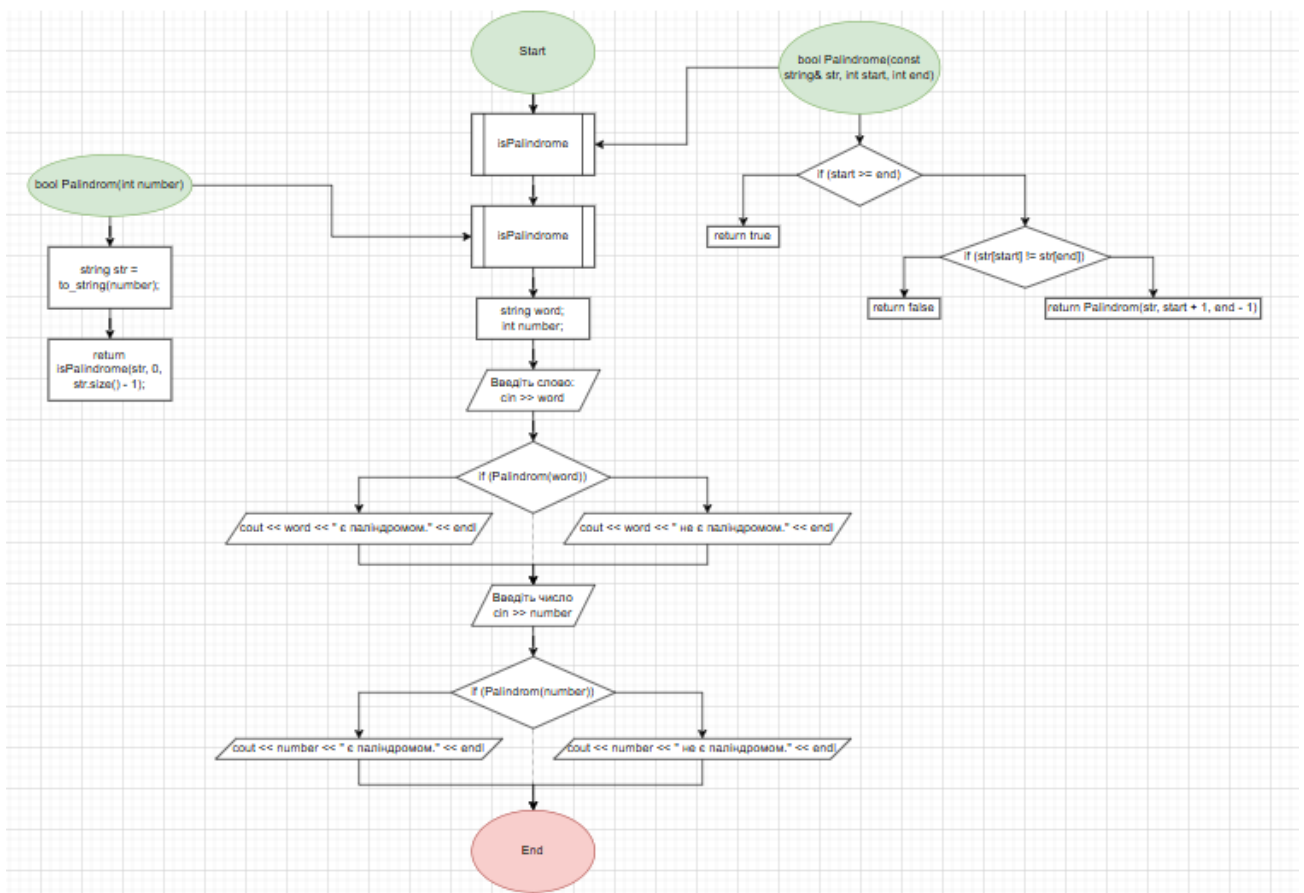 Start
bool Palindrome(const
string& str, int start, int end)
isPalindrome
if (start >= end)
bool Palindrom(int number)
isPalindrome
return true
if (str[start] != str[end])
string str =
to_string(number);
string word;
int number;
return false
return Palindrom(str, start + 1, end - 1)
return
isPalindrome(str, 0,
str.size() - 1);
Введіть слово:
cin >> word
if (Palindrom(word))
cout << word << " є паліндромом." << endl
cout << word << " не є паліндромом." << endl
Введіть число
cin >> number
if (Palindrom(number))
cout << number << " є паліндромом." << endl
cout << number << " не є паліндромом." << endl
End